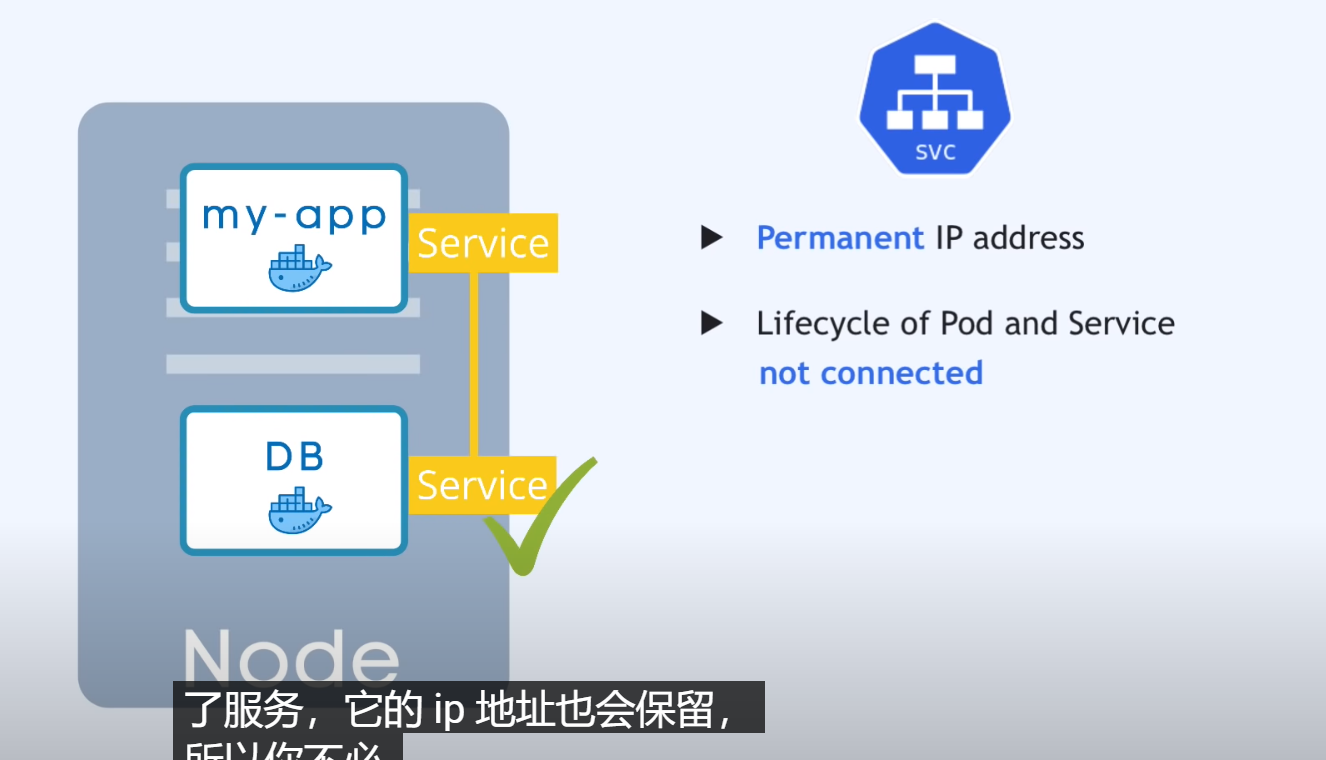 my-app
Service
DB
Service
Node
svc
Permanent IP address
Lifecycle of Pod and Service
not connected
了服务，它的 ip 地址也会保留，
所以你不必